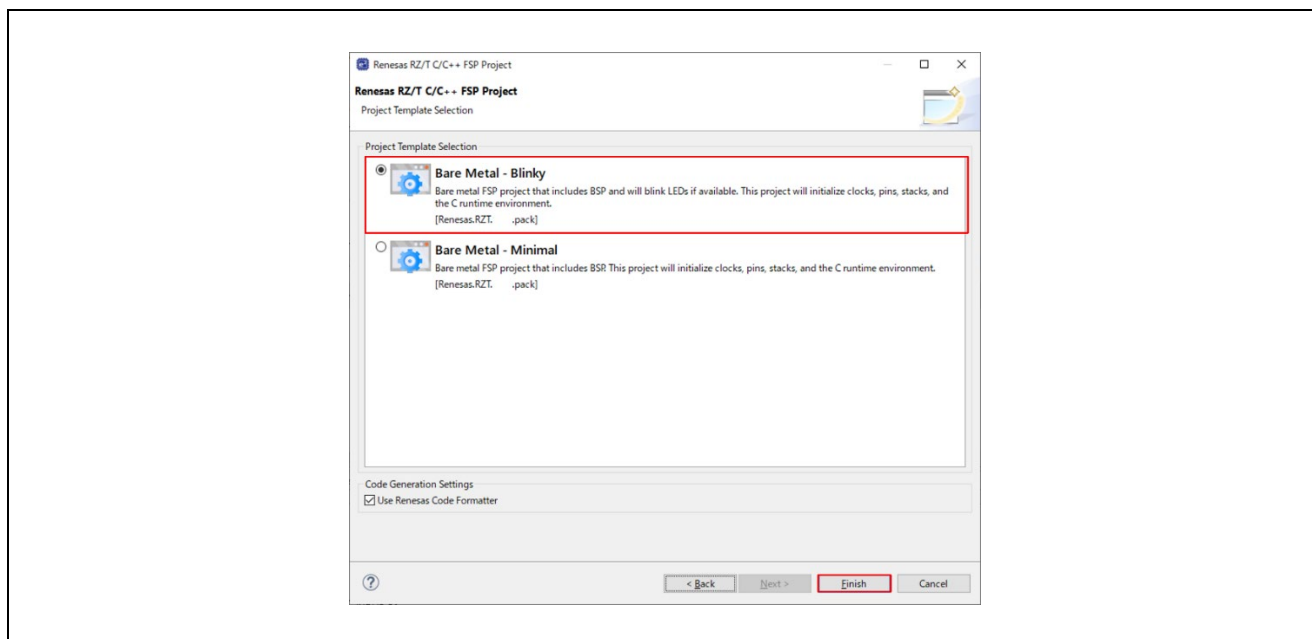 Renesas RZ/T C/C++ FSP Project
Renesas RZ/T C/C++ FSP Project
Project Template Selection
Project Template Selection
Bare Metal - Blinky
Bare metal FSP project that includes BSP and will blink LEDs if available. This project will initialize clocks, pins, stacks, and
the C runtime environment.
[Renesas.RZT. .pack]
Bare Metal - Minimal
Bare metal FSP project that includes BSP. This project will initialize clocks, pins, stacks, and the C runtime environment.
[Renesas.RZT. .pack]
Code Generation Settings
Use Renesas Code Formatter
? < Back Next > Finish Cancel